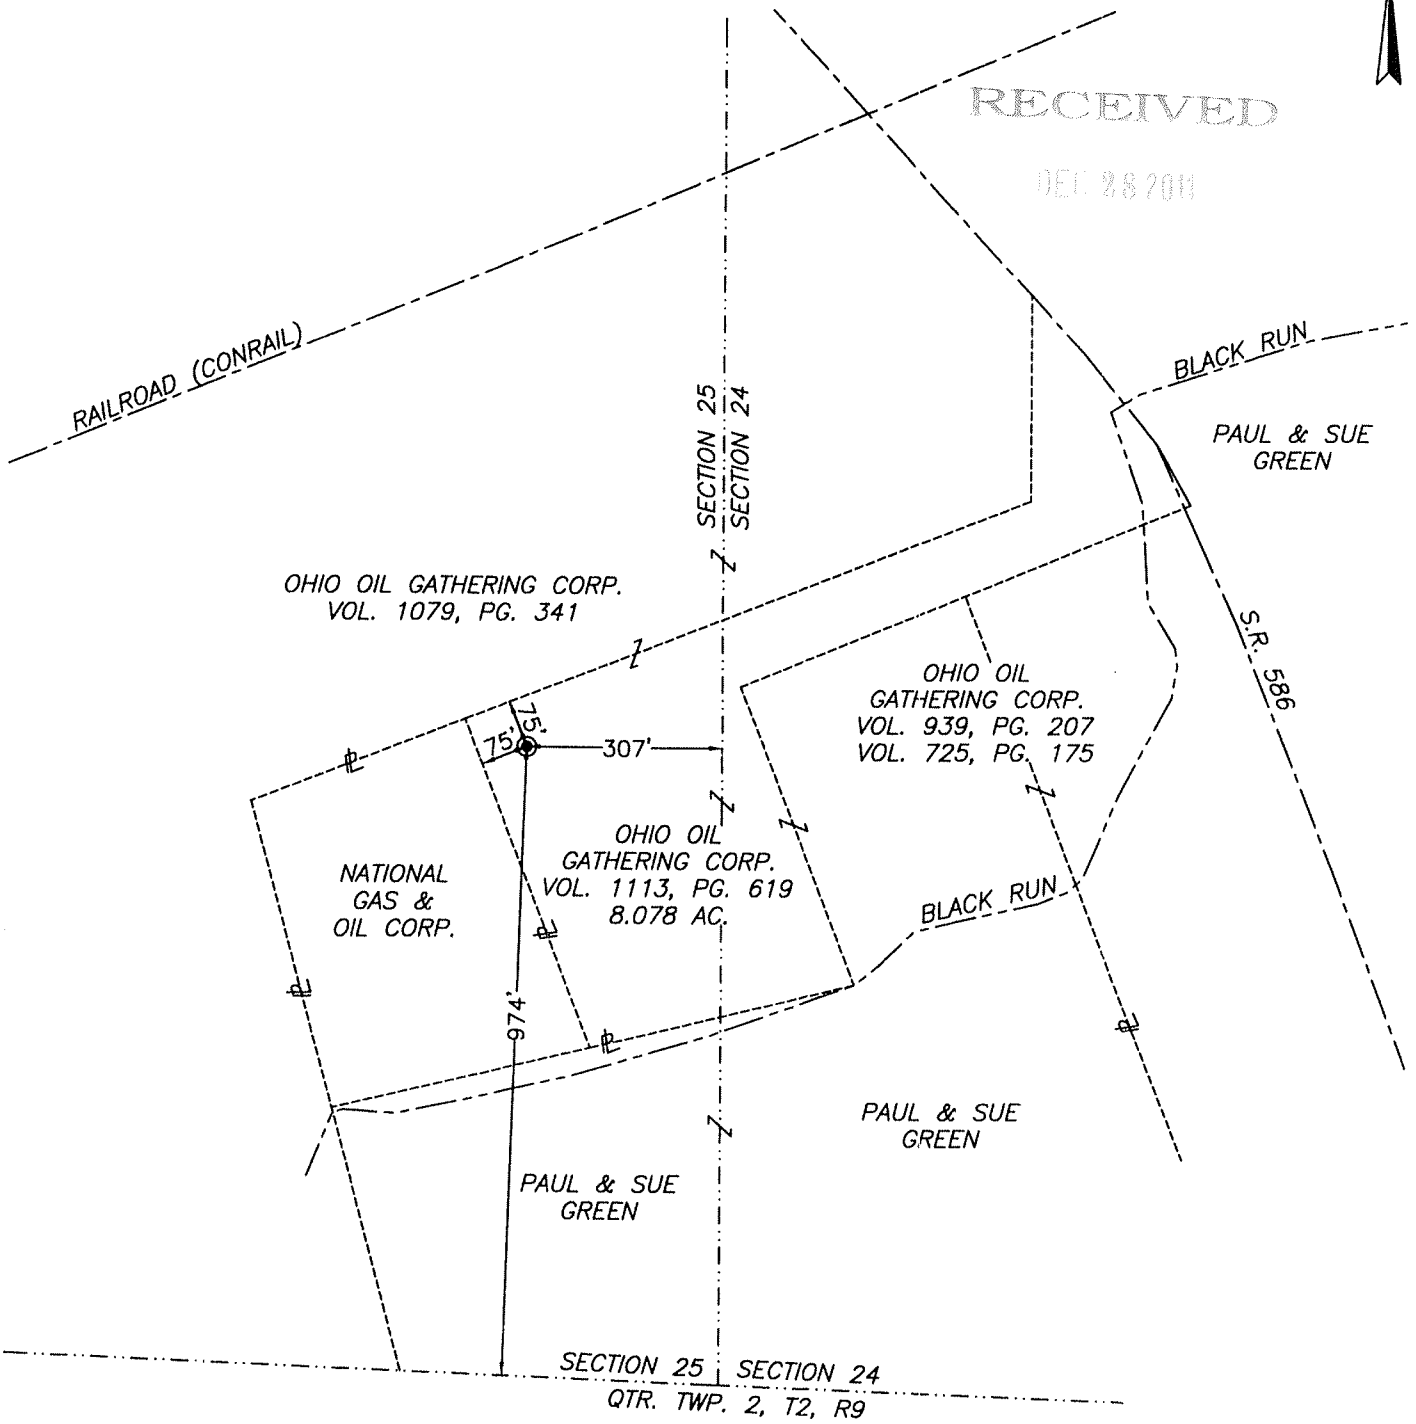 RECEIVED
DEC 28 2011
RAILROAD (CONRAIL)
BLACK RUN
SECTION 25
SECTION 24
PAUL & SUE
GREEN
OHIO OIL GATHERING CORP.
VOL. 1079, PG. 341
S.R. 586
OHIO OIL
GATHERING CORP.
VOL. 939, PG. 207
VOL. 725, PG. 175
75'
75'
307'
OHIO OIL
GATHERING CORP.
VOL. 1113, PG. 619
8.078 AC.
NATIONAL
GAS &
OIL CORP.
BLACK RUN
974'
PAUL & SUE
GREEN
PAUL & SUE
GREEN
SECTION 25
SECTION 24
QTR. TWP. 2, T2, R9